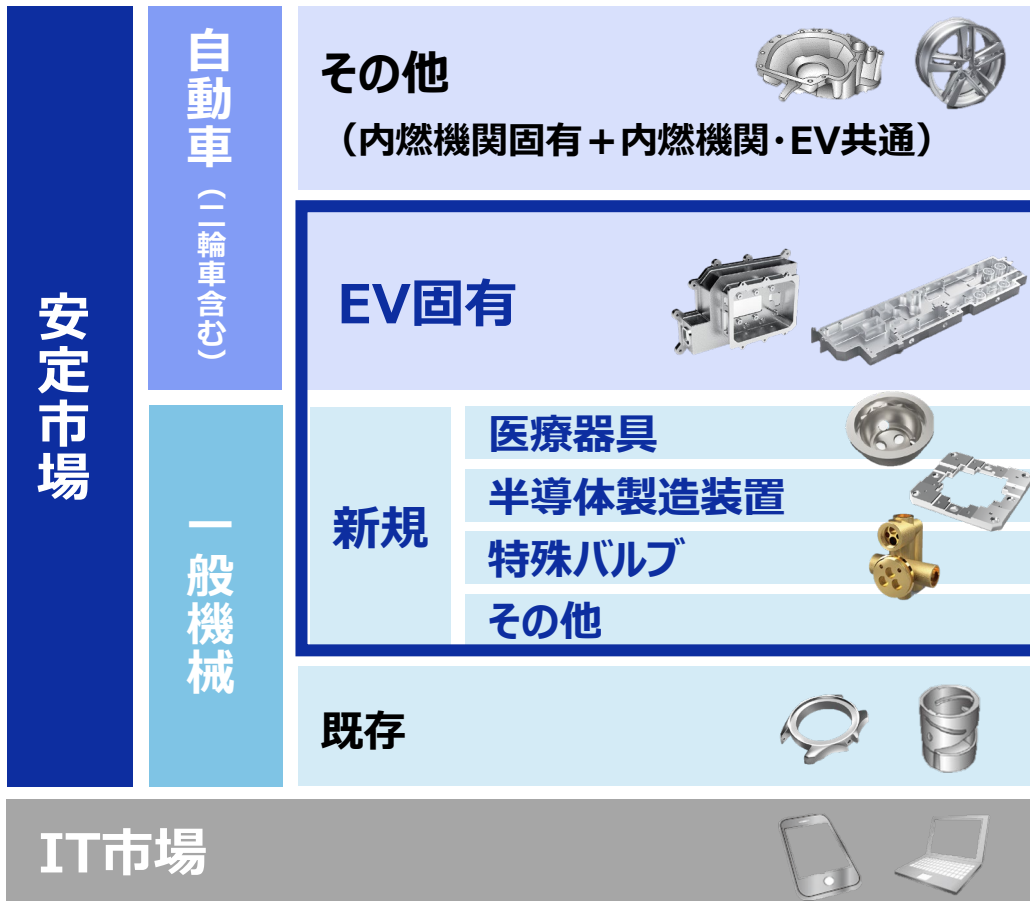 安定市場
自動車（二輪車含む）
その他
（内燃機関固有＋内燃機関・EV共通）
EV固有
一般機械
新規
医療器具
半導体製造装置
特殊バルブ
その他
既存
IT市場